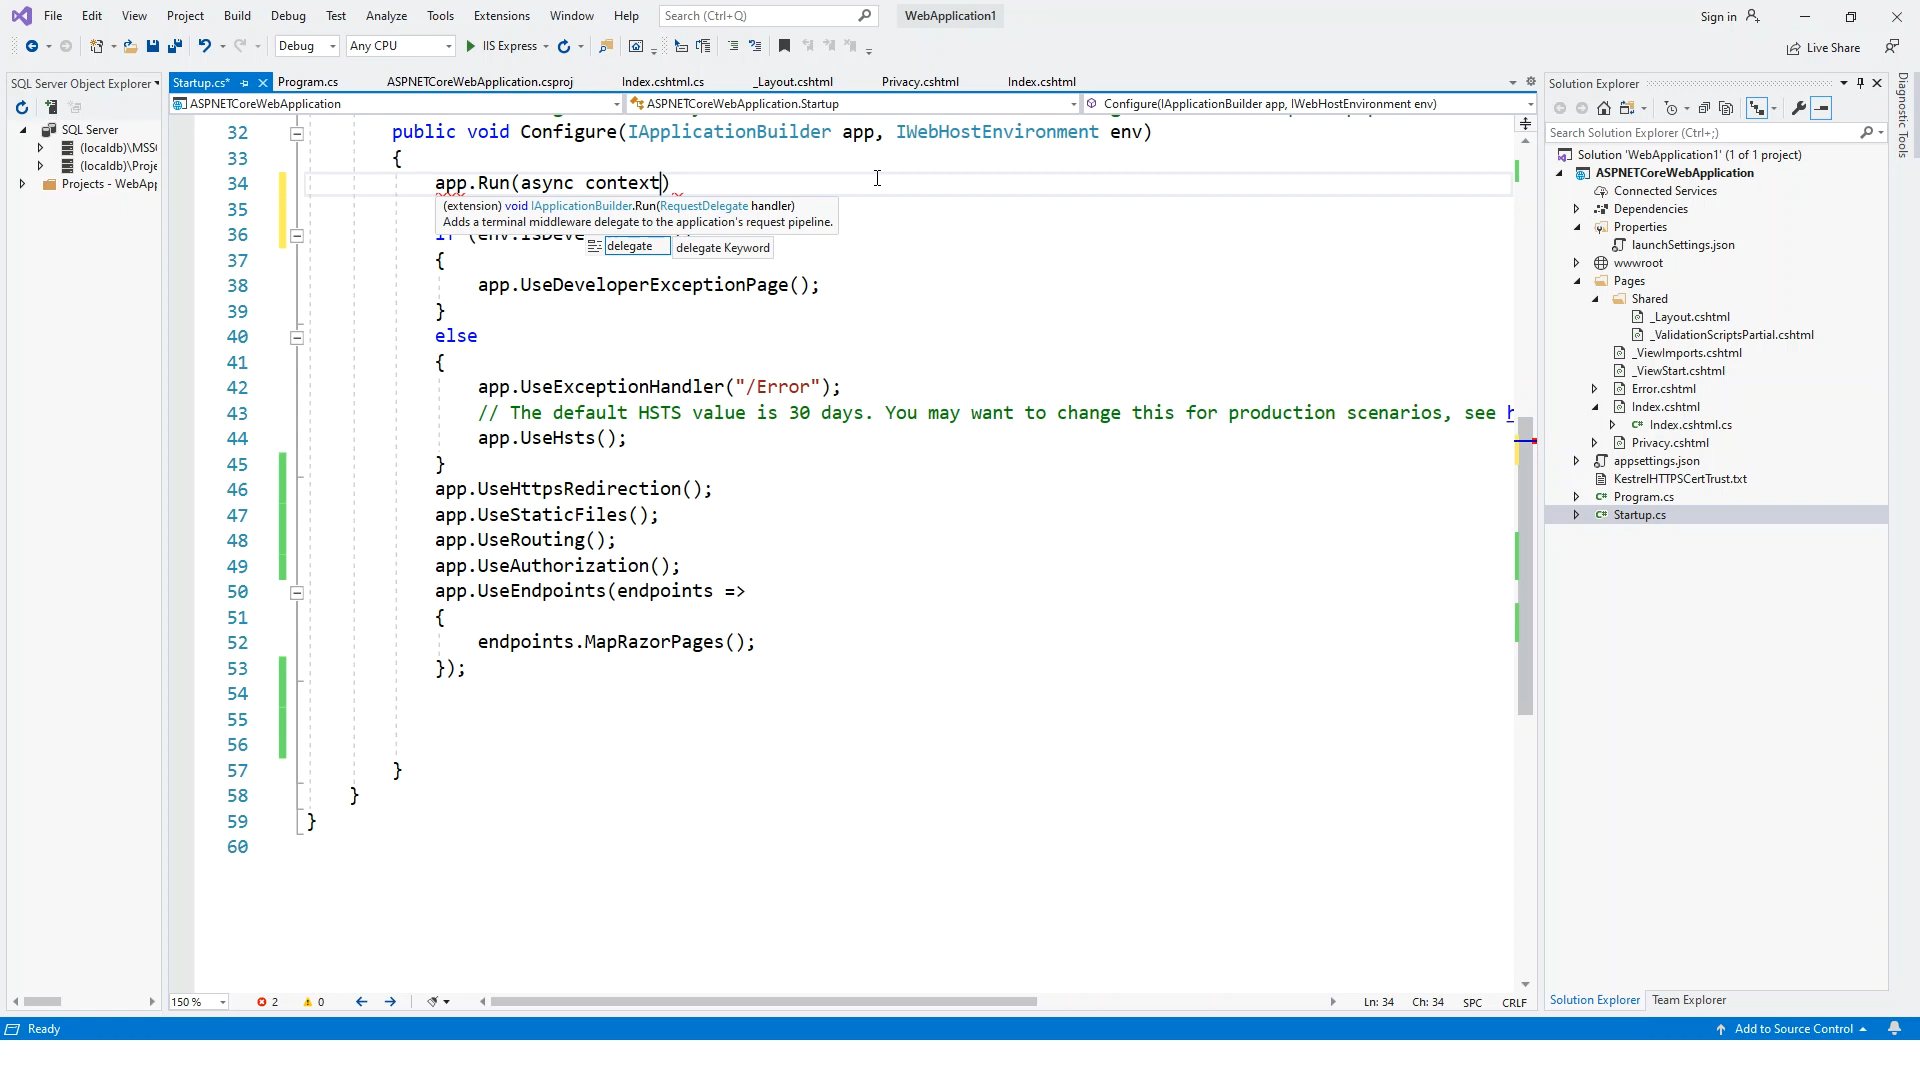 File Edit View Project Build Debug Test Analyze Tools Extensions Window Help Search (Ctrl+Q) WebApplication1 Sign in
Debug Any CPU IIS Express Live Share
SQL Server Object Explorer
SQL Server
(localdb)\MSS
(localdb)\Proje
Projects - WebApp
Startup.cs* Program.cs ASPNETCoreWebApplication.csproj Index.cshtml.cs _Layout.cshtml Privacy.cshtml Index.cshtml
ASPNETCoreWebApplication ASPNETCoreWebApplication.Startup Configure(IApplicationBuilder app, IWebHostEnvironment env)
32 public void Configure(IApplicationBuilder app, IWebHostEnvironment env)
33 {
34 app.Run(async context)
35 (extension) void IApplicationBuilder.Run(RequestDelegate handler)
Adds a terminal middleware delegate to the application's request pipeline.
36
delegate delegate Keyword
37 {
38 app.UseDeveloperExceptionPage();
39 }
40 else
41 {
42 app.UseExceptionHandler("/Error");
43 // The default HSTS value is 30 days. You may want to change this for production scenarios, see h
44 app.UseHsts();
45 }
46 app.UseHttpsRedirection();
47 app.UseStaticFiles();
48 app.UseRouting();
49 app.UseAuthorization();
50 app.UseEndpoints(endpoints =>
51 {
52 endpoints.MapRazorPages();
53 });
54
55
56
57 }
58 }
59 }
60
150 % 2 0 Ln: 34 Ch: 34 SPC CRLF
Solution Explorer
Search Solution Explorer (Ctrl+;)
Solution 'WebApplication1' (1 of 1 project)
ASPNETCoreWebApplication
Connected Services
Dependencies
Properties
launchSettings.json
wwwroot
Pages
Shared
_Layout.cshtml
_ValidationScriptsPartial.cshtml
_ViewImports.cshtml
_ViewStart.cshtml
Error.cshtml
Index.cshtml
C# Index.cshtml.cs
Privacy.cshtml
appsettings.json
KestrelHTTPSCertTrust.txt
C# Program.cs
C# Startup.cs
Solution Explorer Team Explorer
Diagnostic Tools
Ready Add to Source Control